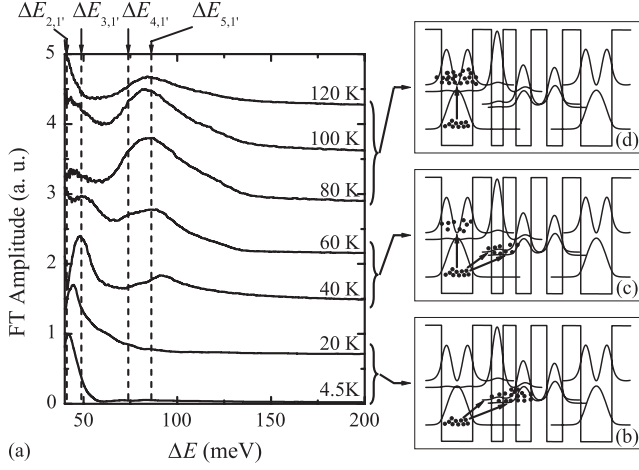 ΔE2,1' ΔE3,1' ΔE4,1' ΔE5,1'
(a)
5
4
3
2
1
0
FT Amplitude (a. u.)
120 K
100 K
80 K
60 K
40 K
20 K
4.5K
50 100 150 200
ΔE (meV)
(a)
(d)
(c)
(b)